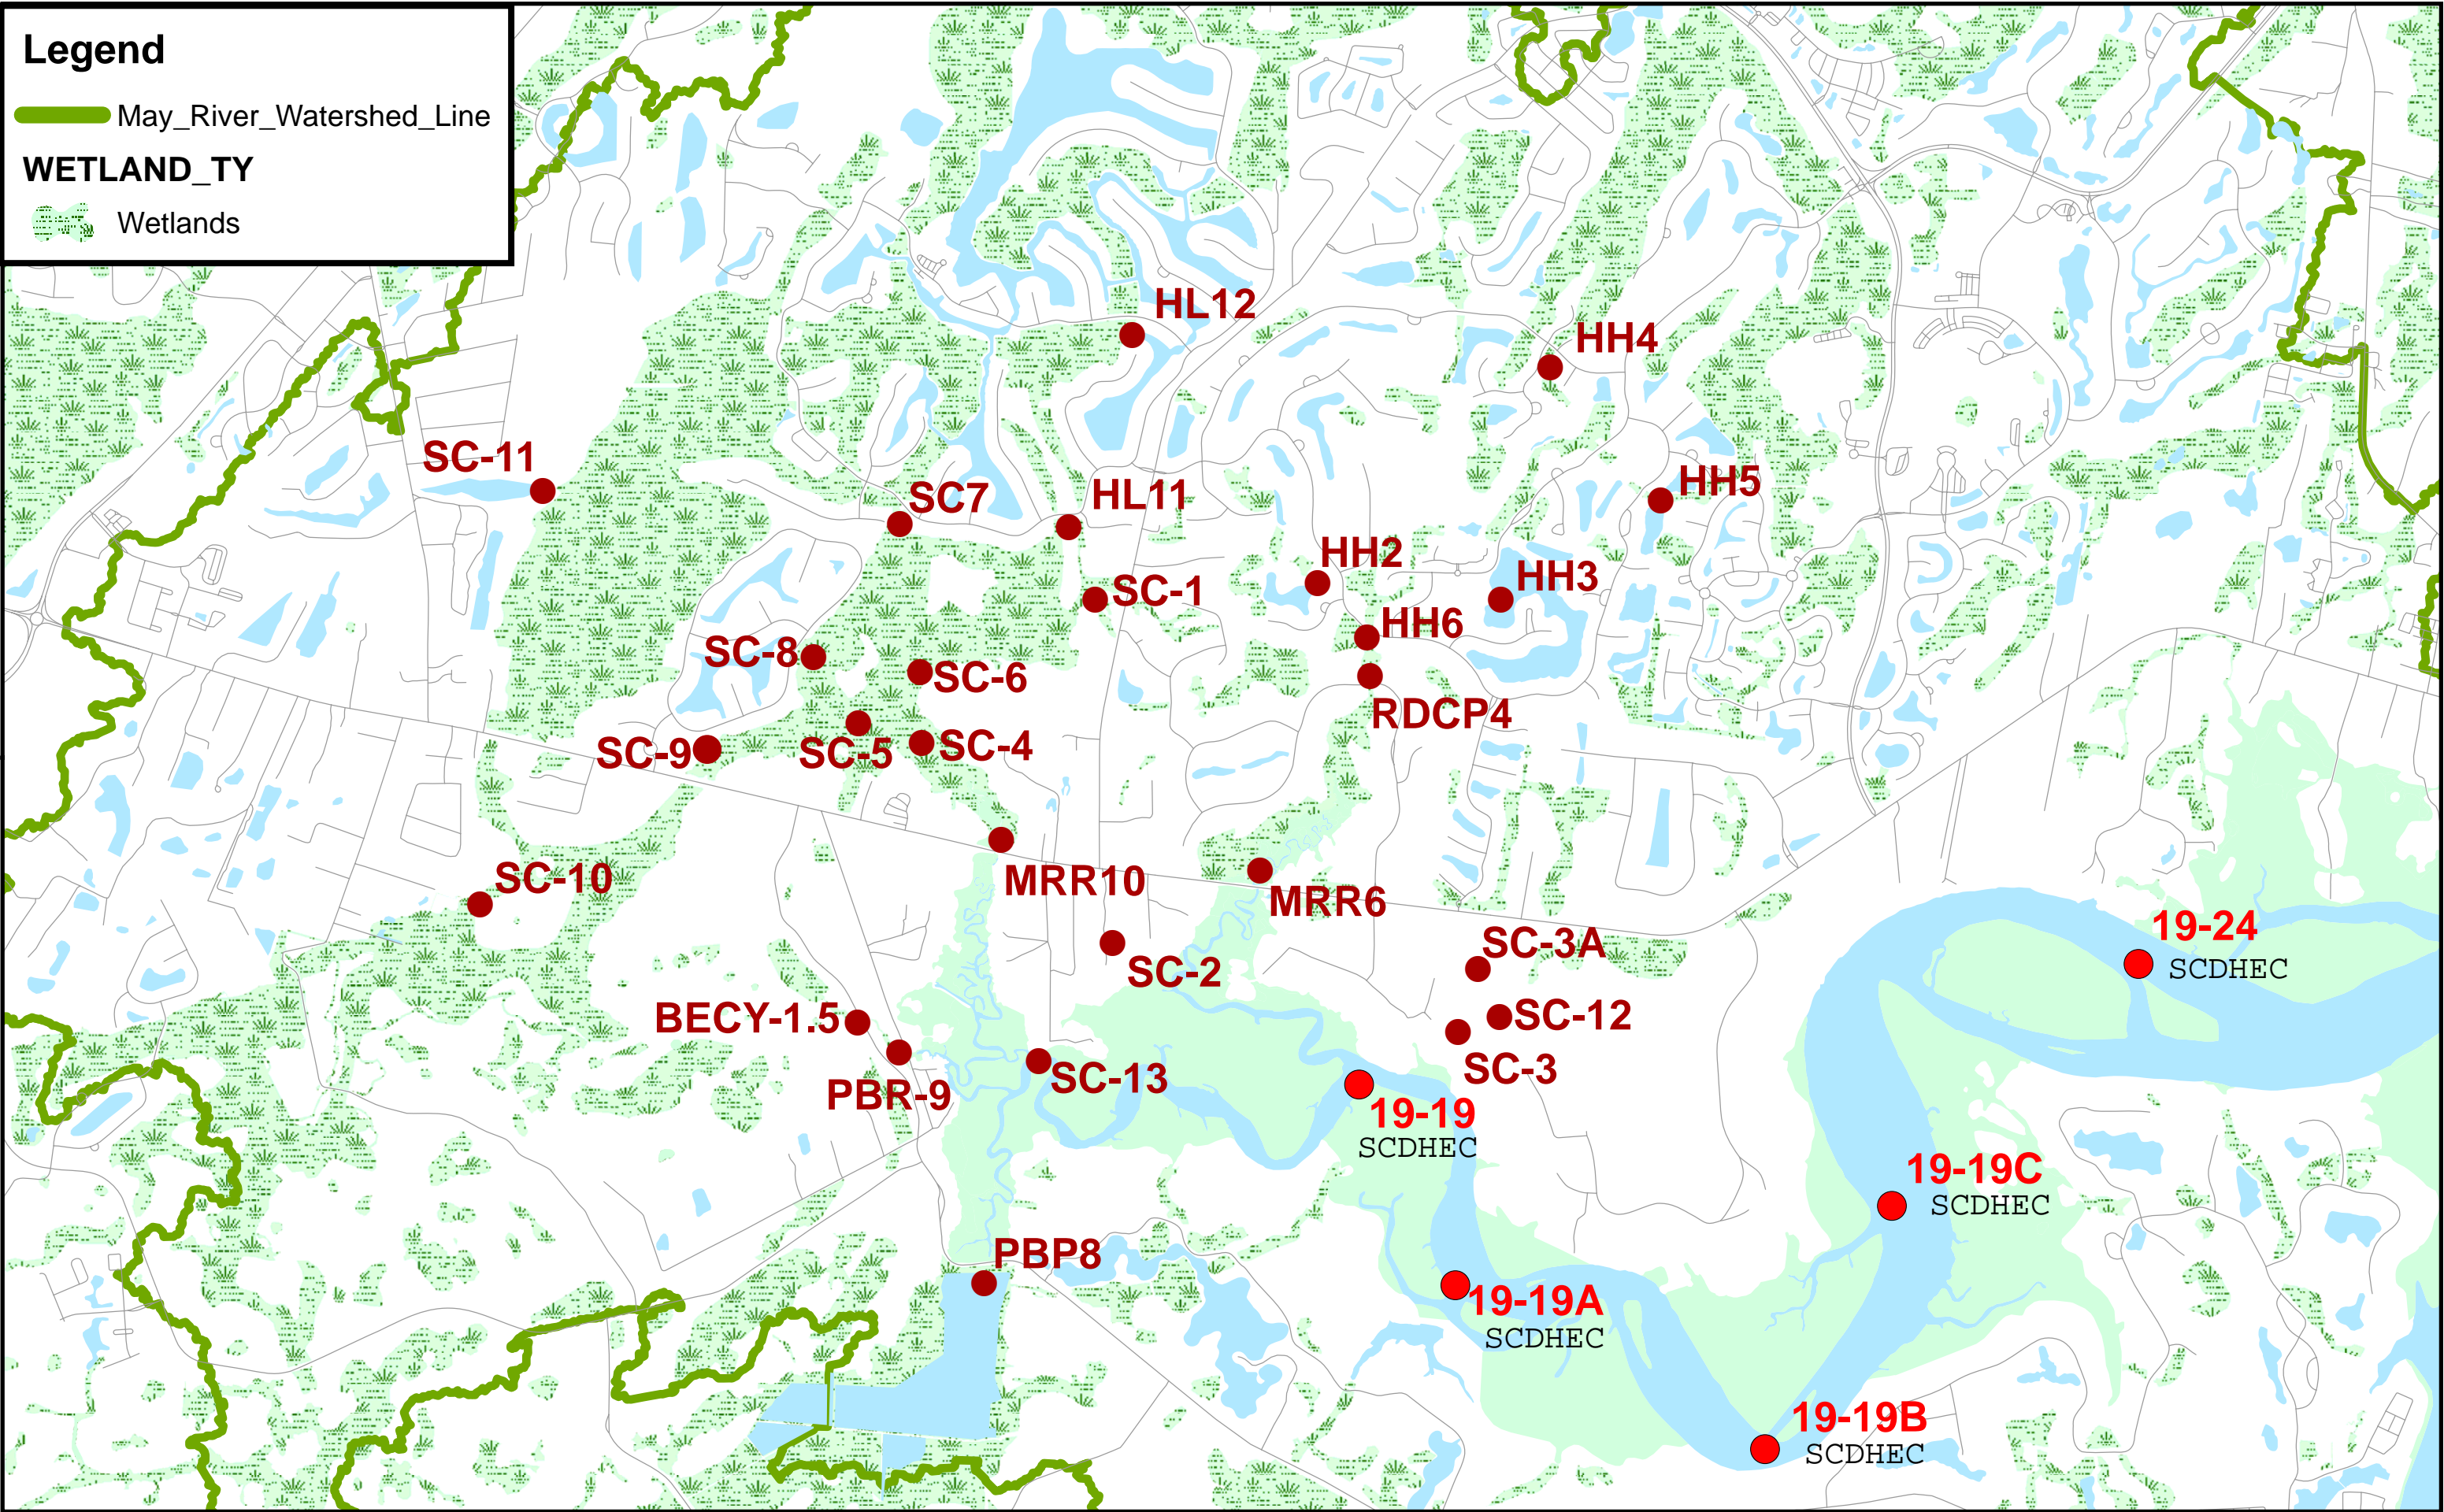 Legend
May_River_Watershed_Line
WETLAND_TY
Wetlands
HL12
HH4
SC-11
SC7
HL11
HH5
HH2
HH3
SC-1
HH6
SC-8
SC-6
RDCP4
SC-9
SC-5
SC-4
SC-10
MRR10
MRR6
19-24
SCDHEC
SC-3A
SC-2
BECY-1.5
SC-12
SC-3
SC-13
PBR-9
19-19
SCDHEC
19-19C
SCDHEC
PBP8
19-19A
SCDHEC
19-19B
SCDHEC